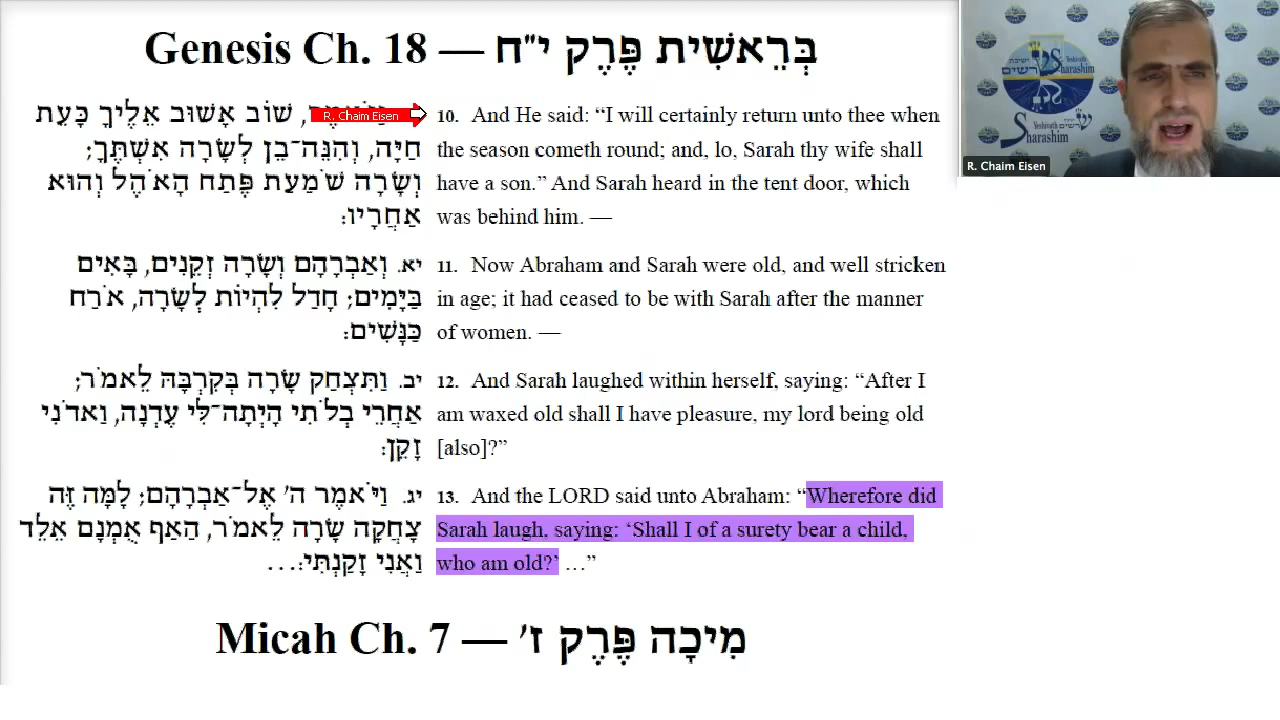 Genesis Ch. 18 — בְּרֵאשִׁית פֶּרֶק י"ח
שׁוֹב אָשׁוּב אֵלֶיךָ כָּעֵת
חַיָּה, וְהִנֵּה־בֵן לְשָׂרָה אִשְׁתֶּךָ;
וְשָׂרָה שֹׁמַעַת פֶּתַח הָאֹהֶל וְהוּא
אַחֲרָיו:
R. Chaim Eisen
10. And He said: “I will certainly return unto thee when
the season cometh round; and, lo, Sarah thy wife shall
have a son.” And Sarah heard in the tent door, which
was behind him. —
יא. וְאַבְרָהָם וְשָׂרָה זְקֵנִים, בָּאִים
בַּיָּמִים; חָדַל לִהְיוֹת לְשָׂרָה, אֹרַח
כַּנָּשִׁים:
11. Now Abraham and Sarah were old, and well stricken
in age; it had ceased to be with Sarah after the manner
of women. —
יב. וַתִּצְחַק שָׂרָה בְּקִרְבָּהּ לֵאמֹר;
אַחֲרֵי בְלֹתִי הָיְתָה־לִּי עֶדְנָה, וַאדֹנִי
זָקֵן:
12. And Sarah laughed within herself, saying: “After I
am waxed old shall I have pleasure, my lord being old
[also]?”
יג. וַיֹּאמֶר ה' אֶל־אַבְרָהָם; לָמָּה זֶּה
צָחֲקָה שָׂרָה לֵאמֹר, הַאַף אֻמְנָם אֵלֵד
וַאֲנִי זָקַנְתִּי:...
13. And the LORD said unto Abraham: “Wherefore did
Sarah laugh, saying: ‘Shall I of a surety bear a child,
who am old?’ …”
Micah Ch. 7 — מִיכָה פֶּרֶק ז'
ישיבת
שרשים
Yeshivath
Sharashim
Yeshivath
Sharashim
R. Chaim Eisen